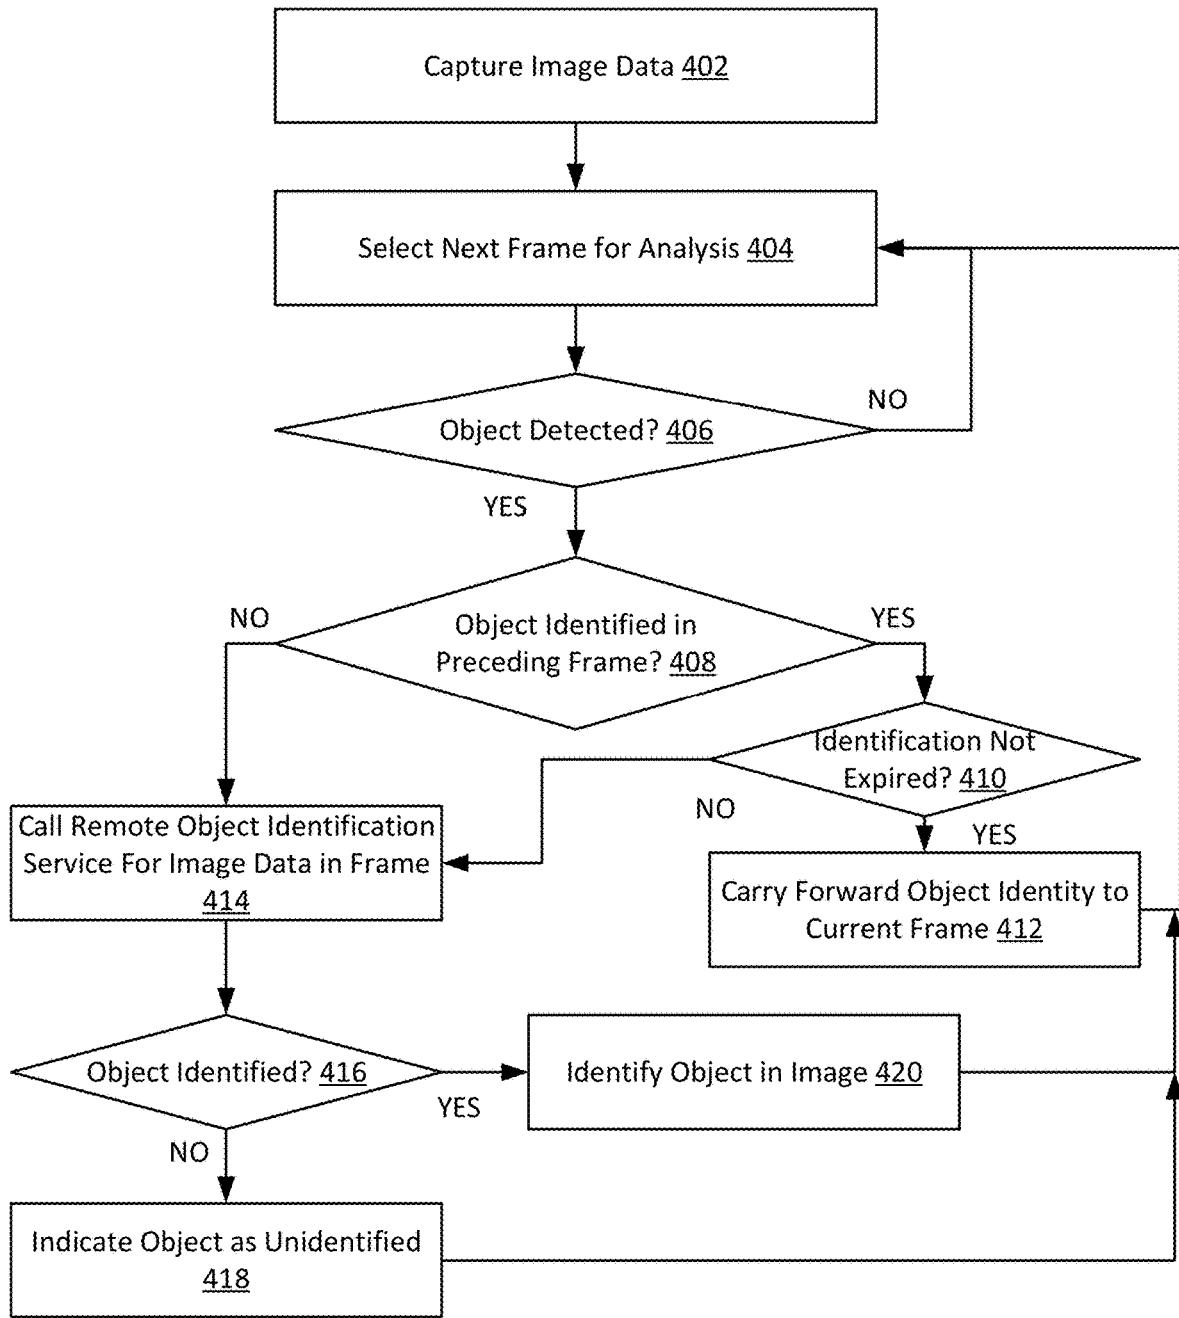 Capture Image Data 402
Select Next Frame for Analysis 404
NO
Object Detected? 406
YES
NO
YES
Object Identified in
Preceding Frame? 408
Identification Not
Expired? 410
NO
YES
Call Remote Object Identification
Service For Image Data in Frame
414
Carry Forward Object Identity to
Current Frame 412
Object Identified? 416
YES
Identify Object in Image 420
NO
Indicate Object as Unidentified
418